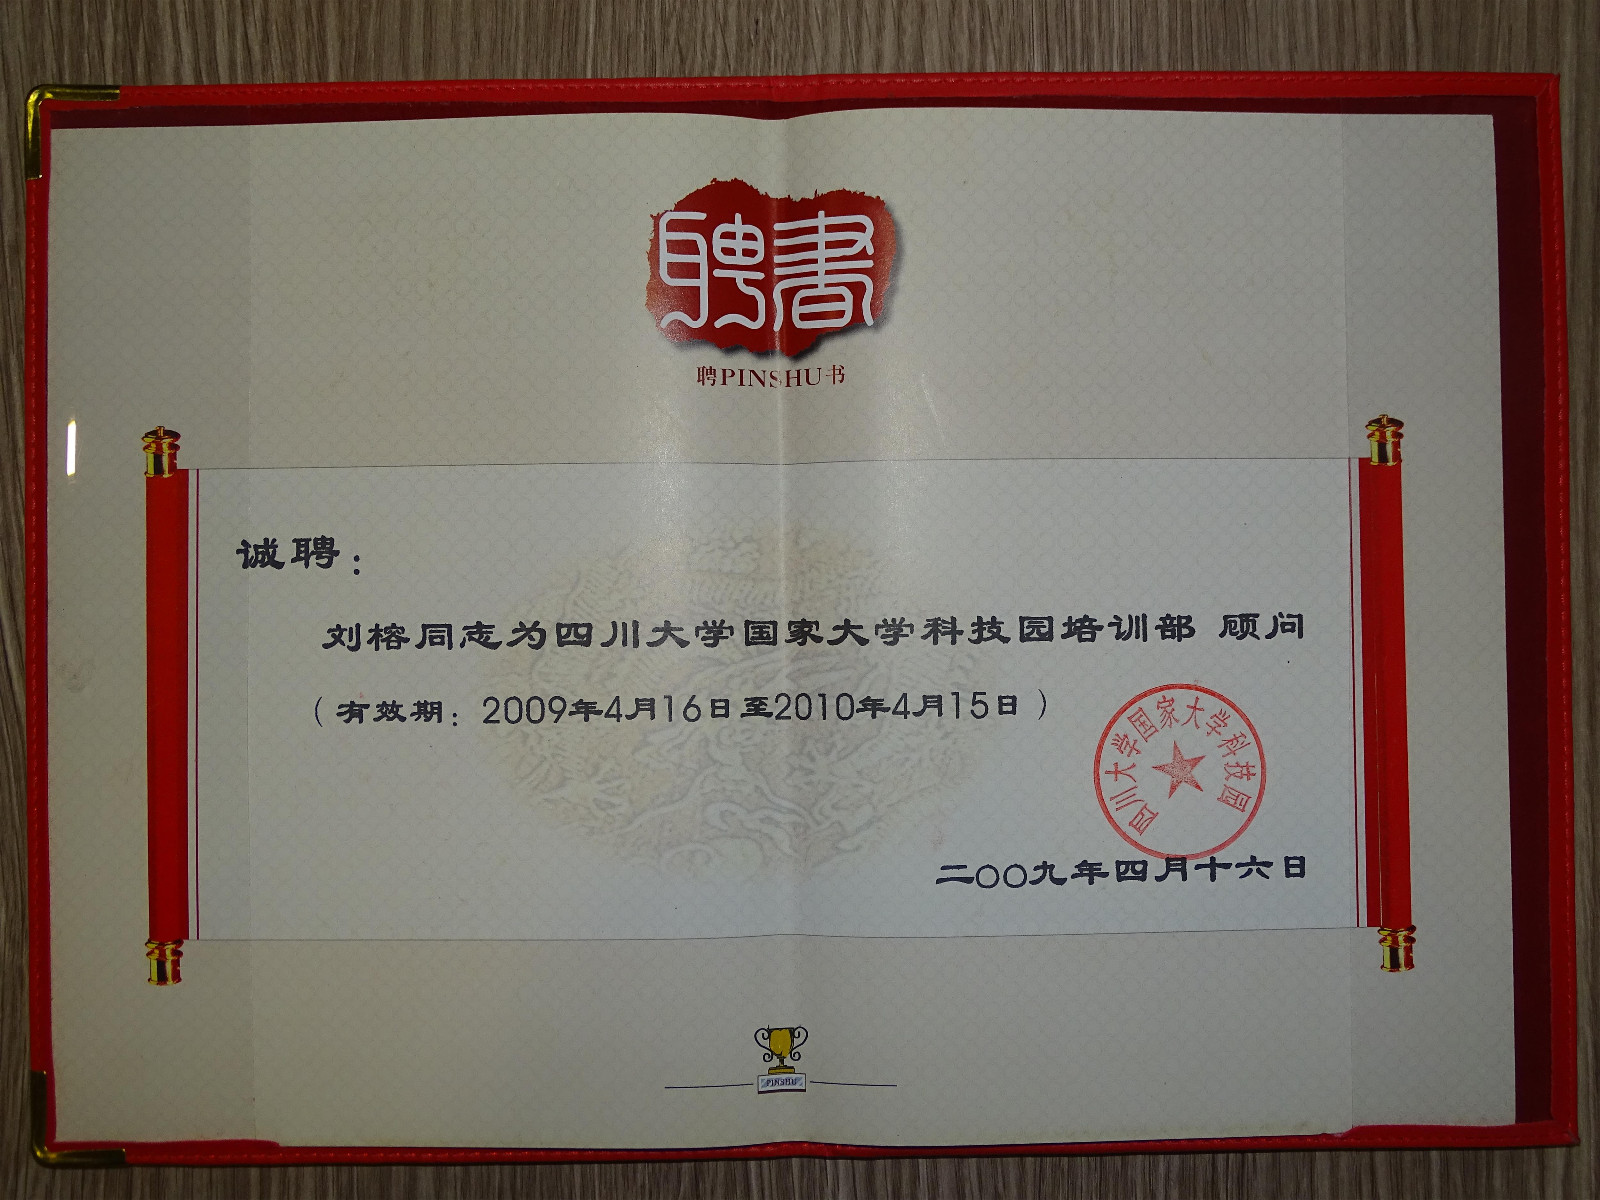 聘書
聘PINSHU书
诚聘：
刘榕同志为四川大学国家大学科技园培训部 顾问
（有效期：2009年4月16日至2010年4月15日）
四川大学国家大学科技园
二〇〇九年四月十六日
PINSHU